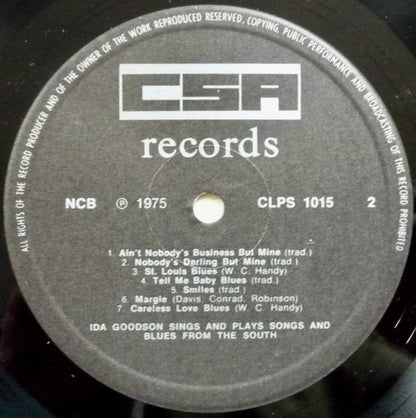 ALL RIGHTS OF THE RECORD PRODUCER AND OF THE OWNER OF THE WORK REPRODUCED RESERVED, COPYING, PUBLIC PERFORMANCE AND BROADCASTING OF THIS RECORD PROHIBITED
CSA
records
NCB ℗ 1975 CLPS 1015 2
1. Ain't Nobody's Business But Mine (trad.)
2. Nobody's Darling But Mine (trad.)
3. St. Louis Blues (W. C. Handy)
4. Tell Me Baby Blues (trad.)
5. Smiles (trad.)
6. Margie (Davis, Conrad, Robinson)
7. Careless Love Blues (W. C. Handy)
IDA GOODSON SINGS AND PLAYS SONGS AND
BLUES FROM THE SOUTH